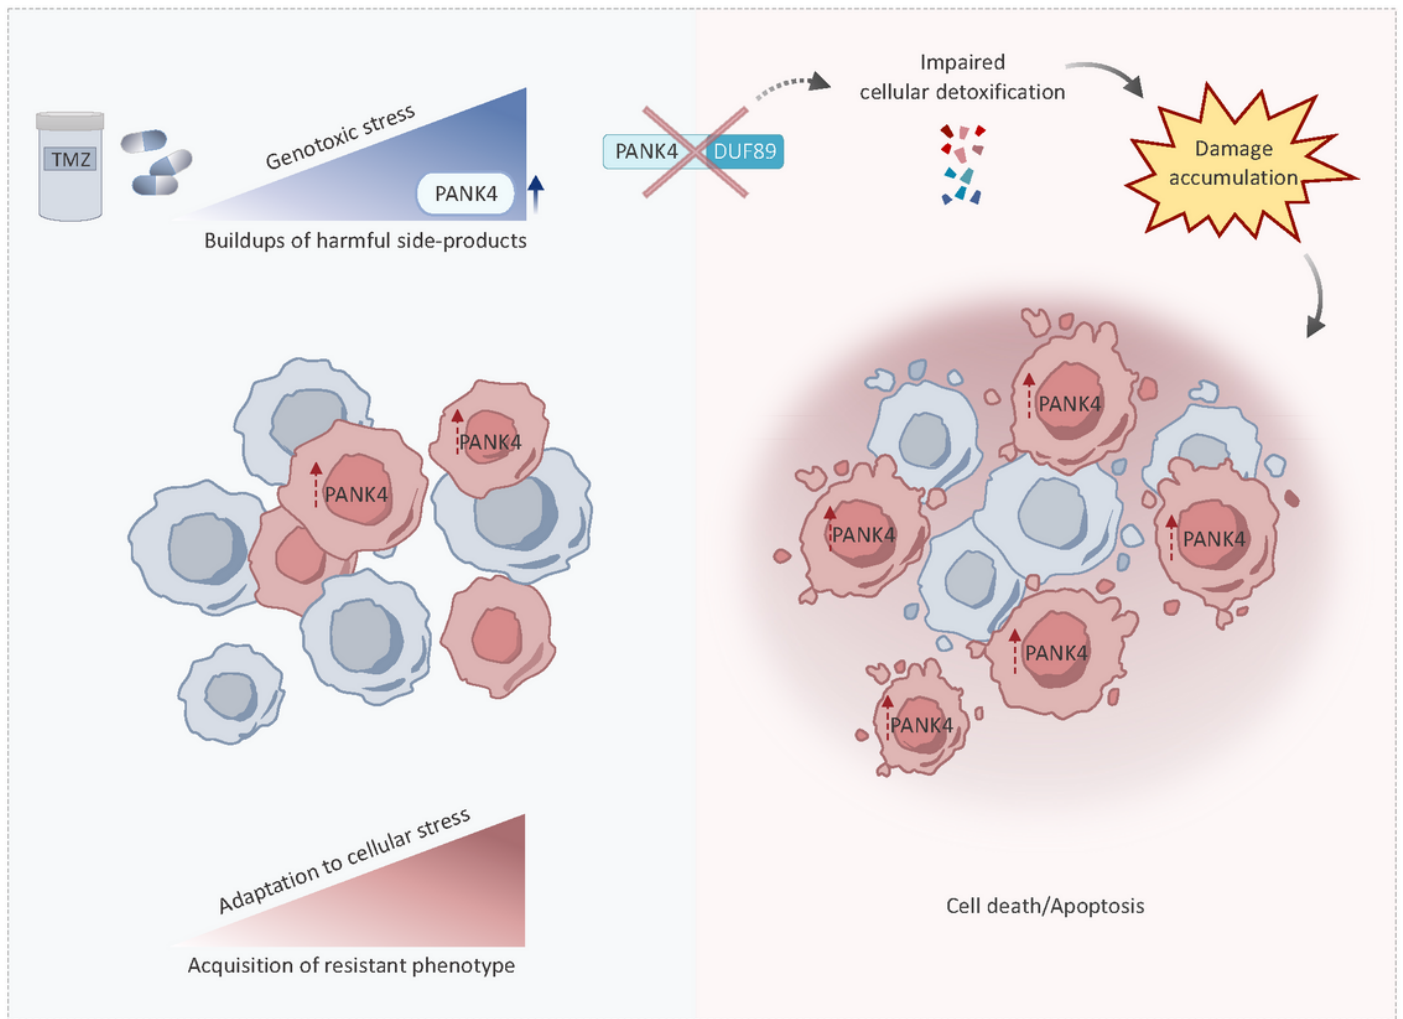 TMZ
Genotoxic stress
PANK4
Buildups of harmful side-products
PANK4
PANK4
Adaptation to cellular stress
Acquisition of resistant phenotype
PANK4 DUF89
Impaired
cellular detoxification
Damage
accumulation
PANK4
PANK4
PANK4
PANK4
PANK4
Cell death/Apoptosis